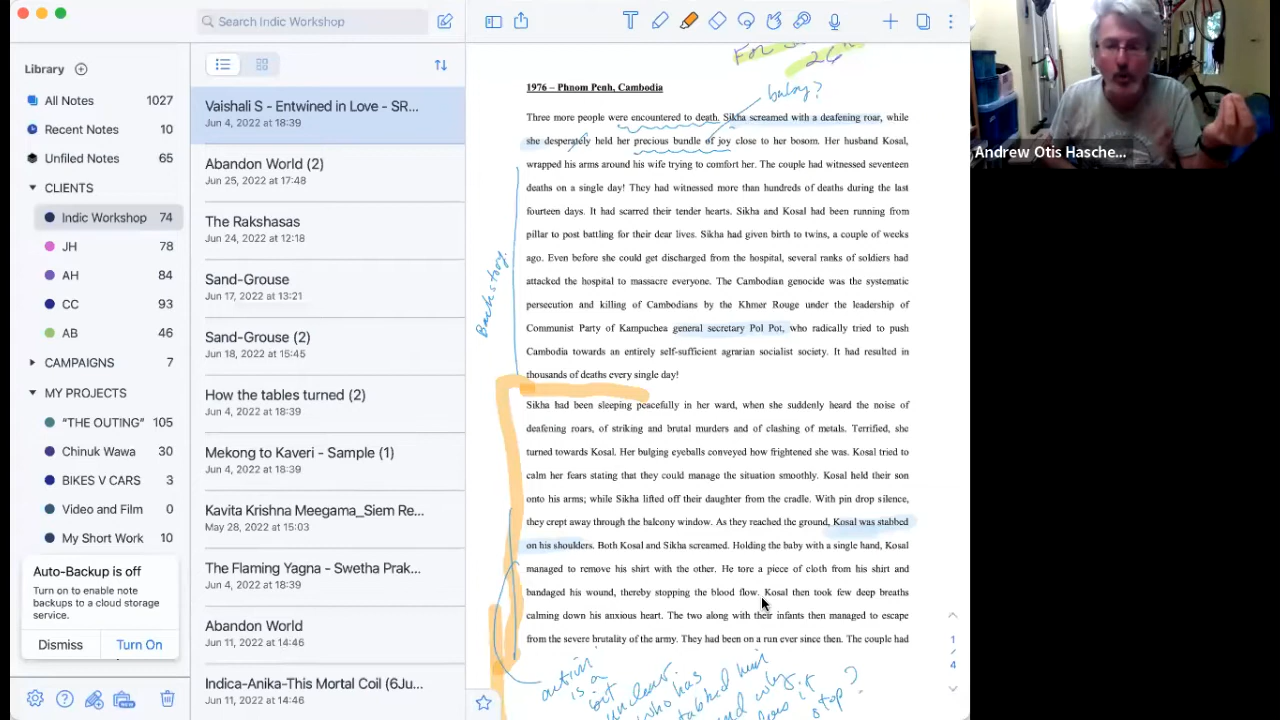 Search Indic Workshop
Library
All Notes 1027
Recent Notes 10
Unfiled Notes 65
CLIENTS
Indic Workshop 74
JH 78
AH 84
CC 93
AB 46
CAMPAIGNS 7
MY PROJECTS
“THE OUTING” 105
Chinuk Wawa 30
BIKES V CARS 3
Video and Film 0
My Short Work 10
Auto-Backup is off
Turn on to enable note
backups to a cloud storage
service.
Dismiss Turn On
Vaishali S - Entwined in Love - SR...
Jun 4, 2022 at 18:39
Abandon World (2)
Jun 25, 2022 at 17:48
The Rakshasas
Jun 24, 2022 at 12:18
Sand-Grouse
Jun 17, 2022 at 13:21
Sand-Grouse (2)
Jun 18, 2022 at 15:45
How the tables turned (2)
Jun 4, 2022 at 18:39
Mekong to Kaveri - Sample (1)
Jun 4, 2022 at 18:39
Kavita Krishna Meegama_Siem Re...
May 28, 2022 at 15:03
The Flaming Yagna - Swetha Prak...
Jun 4, 2022 at 18:39
Abandon World
Jun 11, 2022 at 14:46
Indica-Anika-This Mortal Coil (6Ju...
Jun 4, 2022 at 14:46
For
26
1976 – Phnom Penh, Cambodia
baby?
Three more people were encountered to death. Sikha screamed with a deafening roar, while
she desperately held her precious bundle of joy close to her bosom. Her husband Kosal,
wrapped his arms around his wife trying to comfort her. The couple had witnessed seventeen
deaths on a single day! They had witnessed more than hundreds of deaths during the last
fourteen days. It had scarred their tender hearts. Sikha and Kosal had been running from
pillar to post battling for their dear lives. Sikha had given birth to twins, a couple of weeks
ago. Even before she could get discharged from the hospital, several ranks of soldiers had
attacked the hospital to massacre everyone. The Cambodian genocide was the systematic
persecution and killing of Cambodians by the Khmer Rouge under the leadership of
Communist Party of Kampuchea general secretary Pol Pot, who radically tried to push
Cambodia towards an entirely self-sufficient agrarian socialist society. It had resulted in
thousands of deaths every single day!
Backstory.
Sikha had been sleeping peacefully in her ward, when she suddenly heard the noise of
deafening roars, of striking and brutal murders and of clashing of metals. Terrified, she
turned towards Kosal. Her bulging eyeballs conveyed how frightened she was. Kosal tried to
calm her fears stating that they could manage the situation smoothly. Kosal held their son
onto his arms; while Sikha lifted off their daughter from the cradle. With pin drop silence,
they crept away through the balcony window. As they reached the ground, Kosal was stabbed
on his shoulders. Both Kosal and Sikha screamed. Holding the baby with a single hand, Kosal
managed to remove his shirt with the other. He tore a piece of cloth from his shirt and
bandaged his wound, thereby stopping the blood flow. Kosal then took few deep breaths
calming down his anxious heart. The two along with their infants then managed to escape
from the severe brutality of the army. They had been on a run ever since then. The couple had
action
is a
bit
unclear.
who has
stabbed him
and why
does it
stop?
1
/
4
Andrew Otis Hasche...